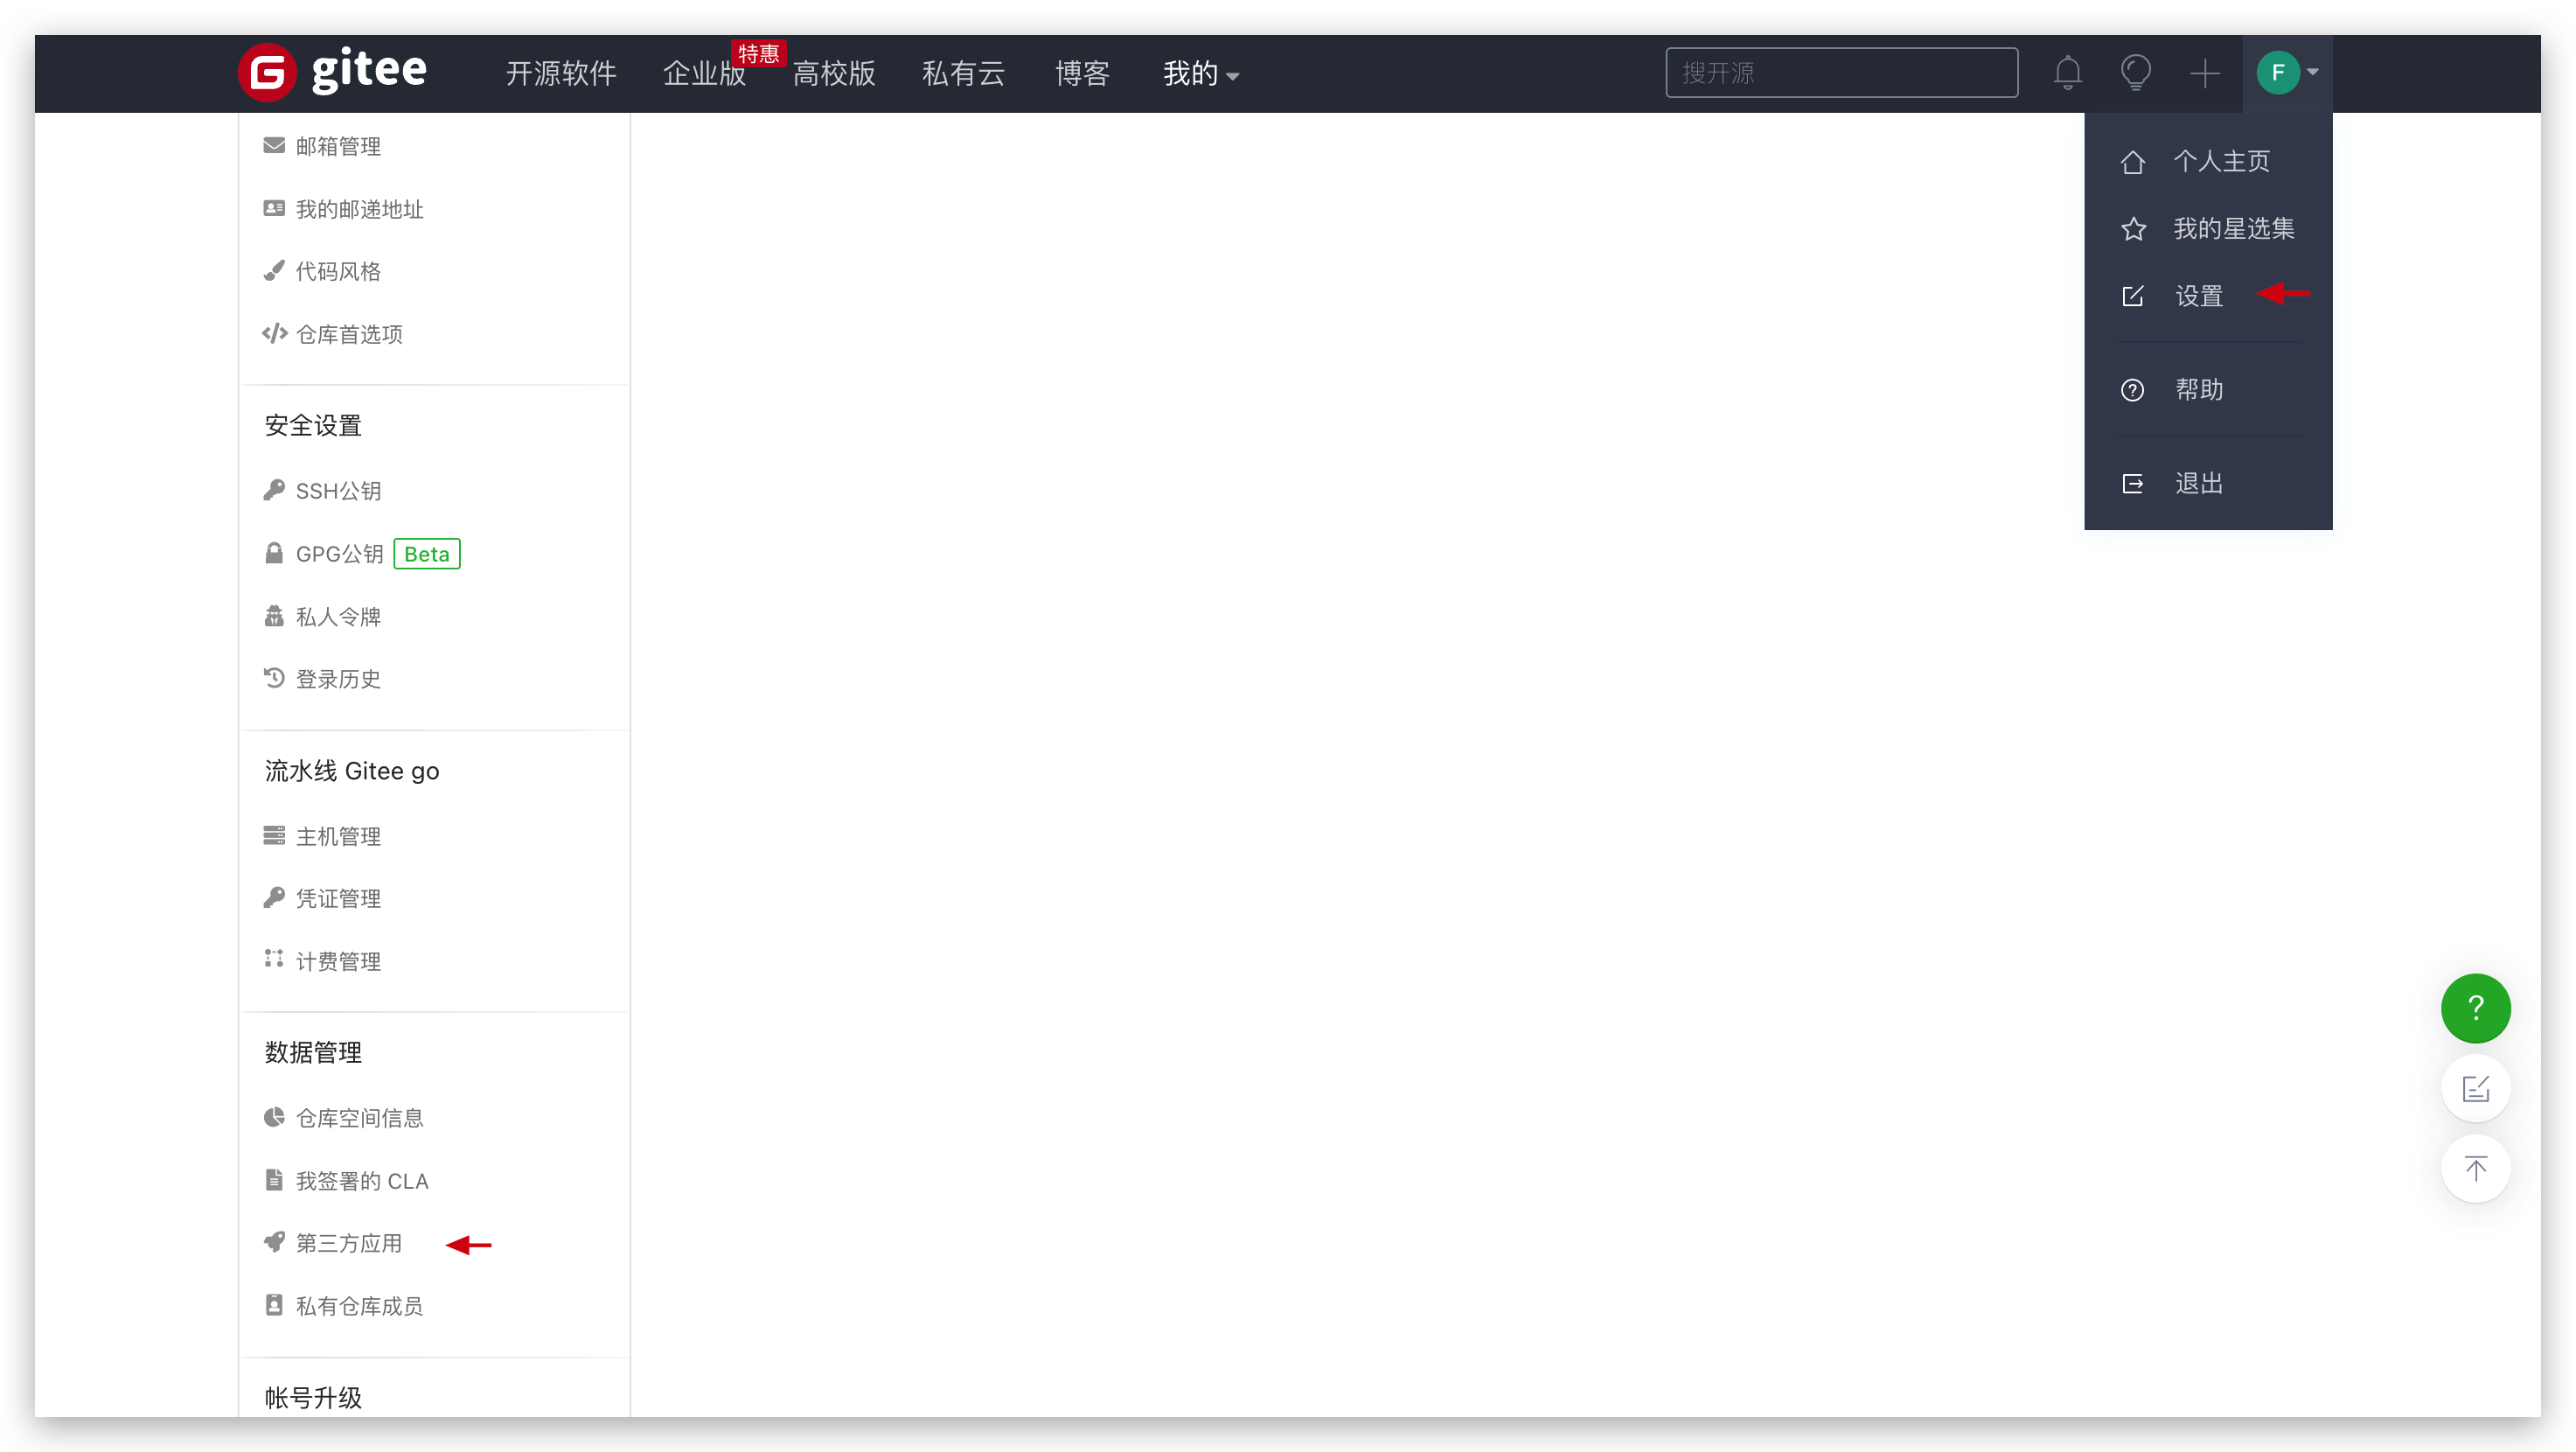 gitee
开源软件
企业版
特惠
高校版
私有云
博客
我的
搜开源
F
个人主页
我的星选集
设置
帮助
退出
邮箱管理
我的邮递地址
代码风格
仓库首选项
安全设置
SSH公钥
GPG公钥 Beta
私人令牌
登录历史
流水线 Gitee go
主机管理
凭证管理
计费管理
数据管理
仓库空间信息
我签署的 CLA
第三方应用
私有仓库成员
帐号升级